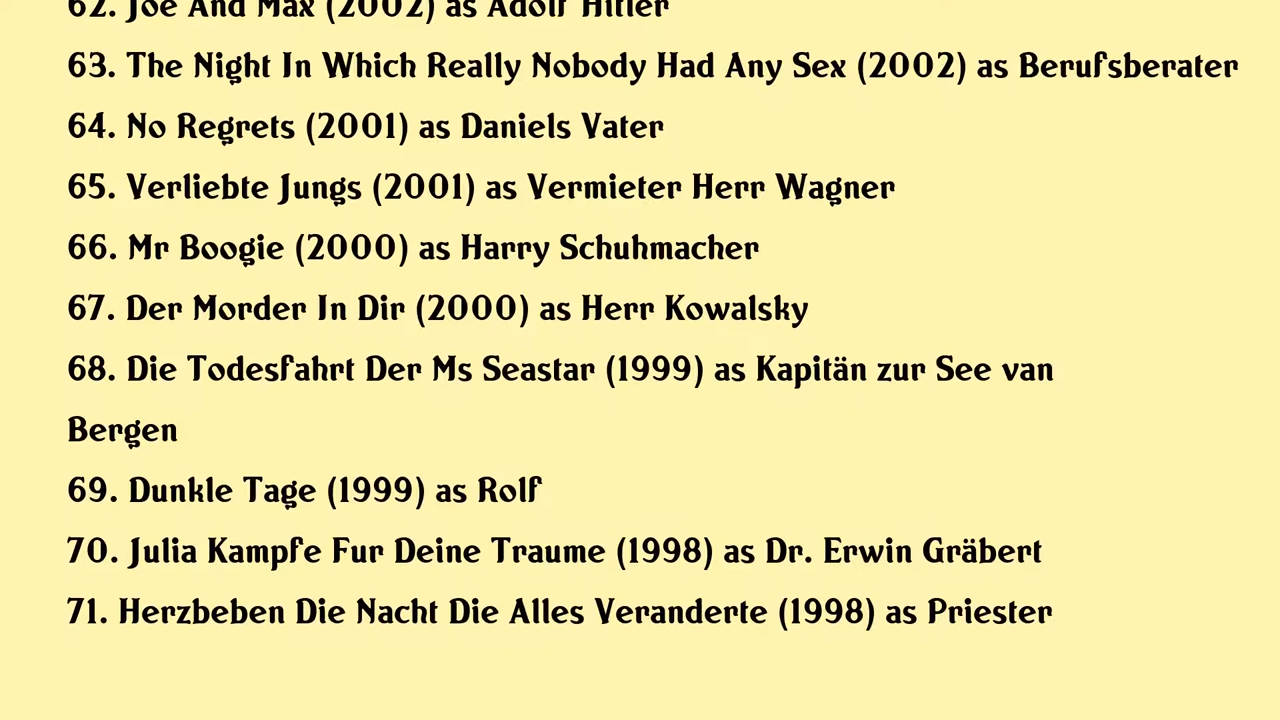 62. Joe And Max (2002) as Adolf Hitler
63. The Night In Which Really Nobody Had Any Sex (2002) as Berufsberater
64. No Regrets (2001) as Daniels Vater
65. Verliebte Jungs (2001) as Vermieter Herr Wagner
66. Mr Boogie (2000) as Harry Schuhmacher
67. Der Morder In Dir (2000) as Herr Kowalsky
68. Die Todesfahrt Der Ms Seastar (1999) as Kapitän zur See van
Bergen
69. Dunkle Tage (1999) as Rolf
70. Julia Kampfe Fur Deine Traume (1998) as Dr. Erwin Gräbert
71. Herzbeben Die Nacht Die Alles Veranderte (1998) as Priester